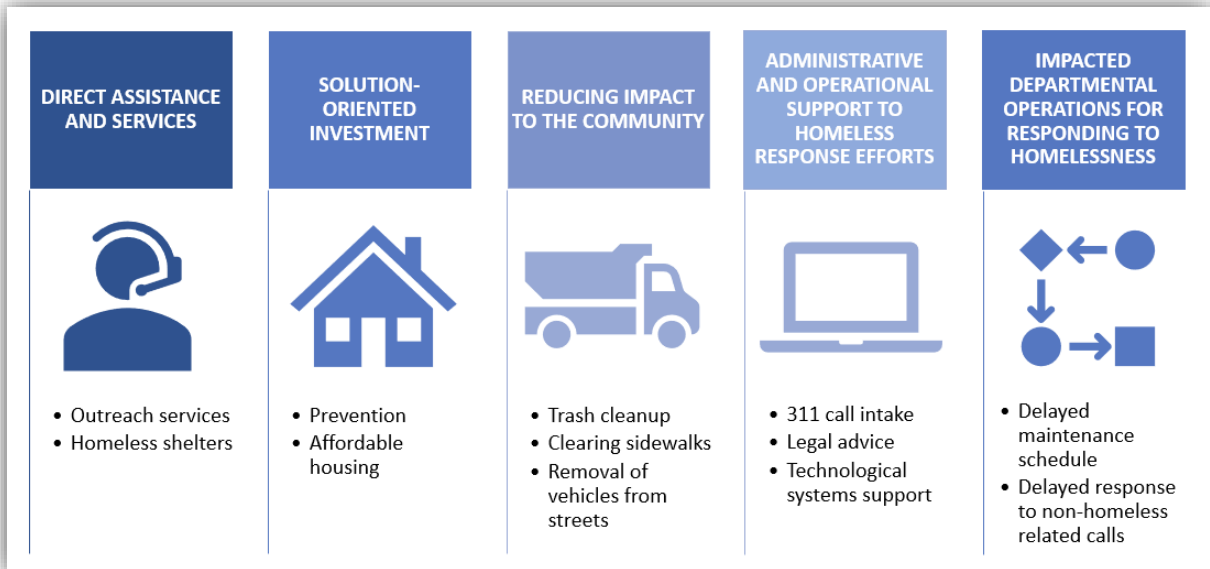 DIRECT ASSISTANCE
AND SERVICES
• Outreach services
• Homeless shelters
SOLUTION-
ORIENTED
INVESTMENT
• Prevention
• Affordable
housing
REDUCING IMPACT
TO THE COMMUNITY
• Trash cleanup
• Clearing sidewalks
• Removal of
vehicles from
streets
ADMINISTRATIVE
AND OPERATIONAL
SUPPORT TO
HOMELESS
RESPONSE EFFORTS
• 311 call intake
• Legal advice
• Technological
systems support
IMPACTED
DEPARTMENTAL
OPERATIONS FOR
RESPONDING TO
HOMELESSNESS
• Delayed
maintenance
schedule
• Delayed response
to non-homeless
related calls